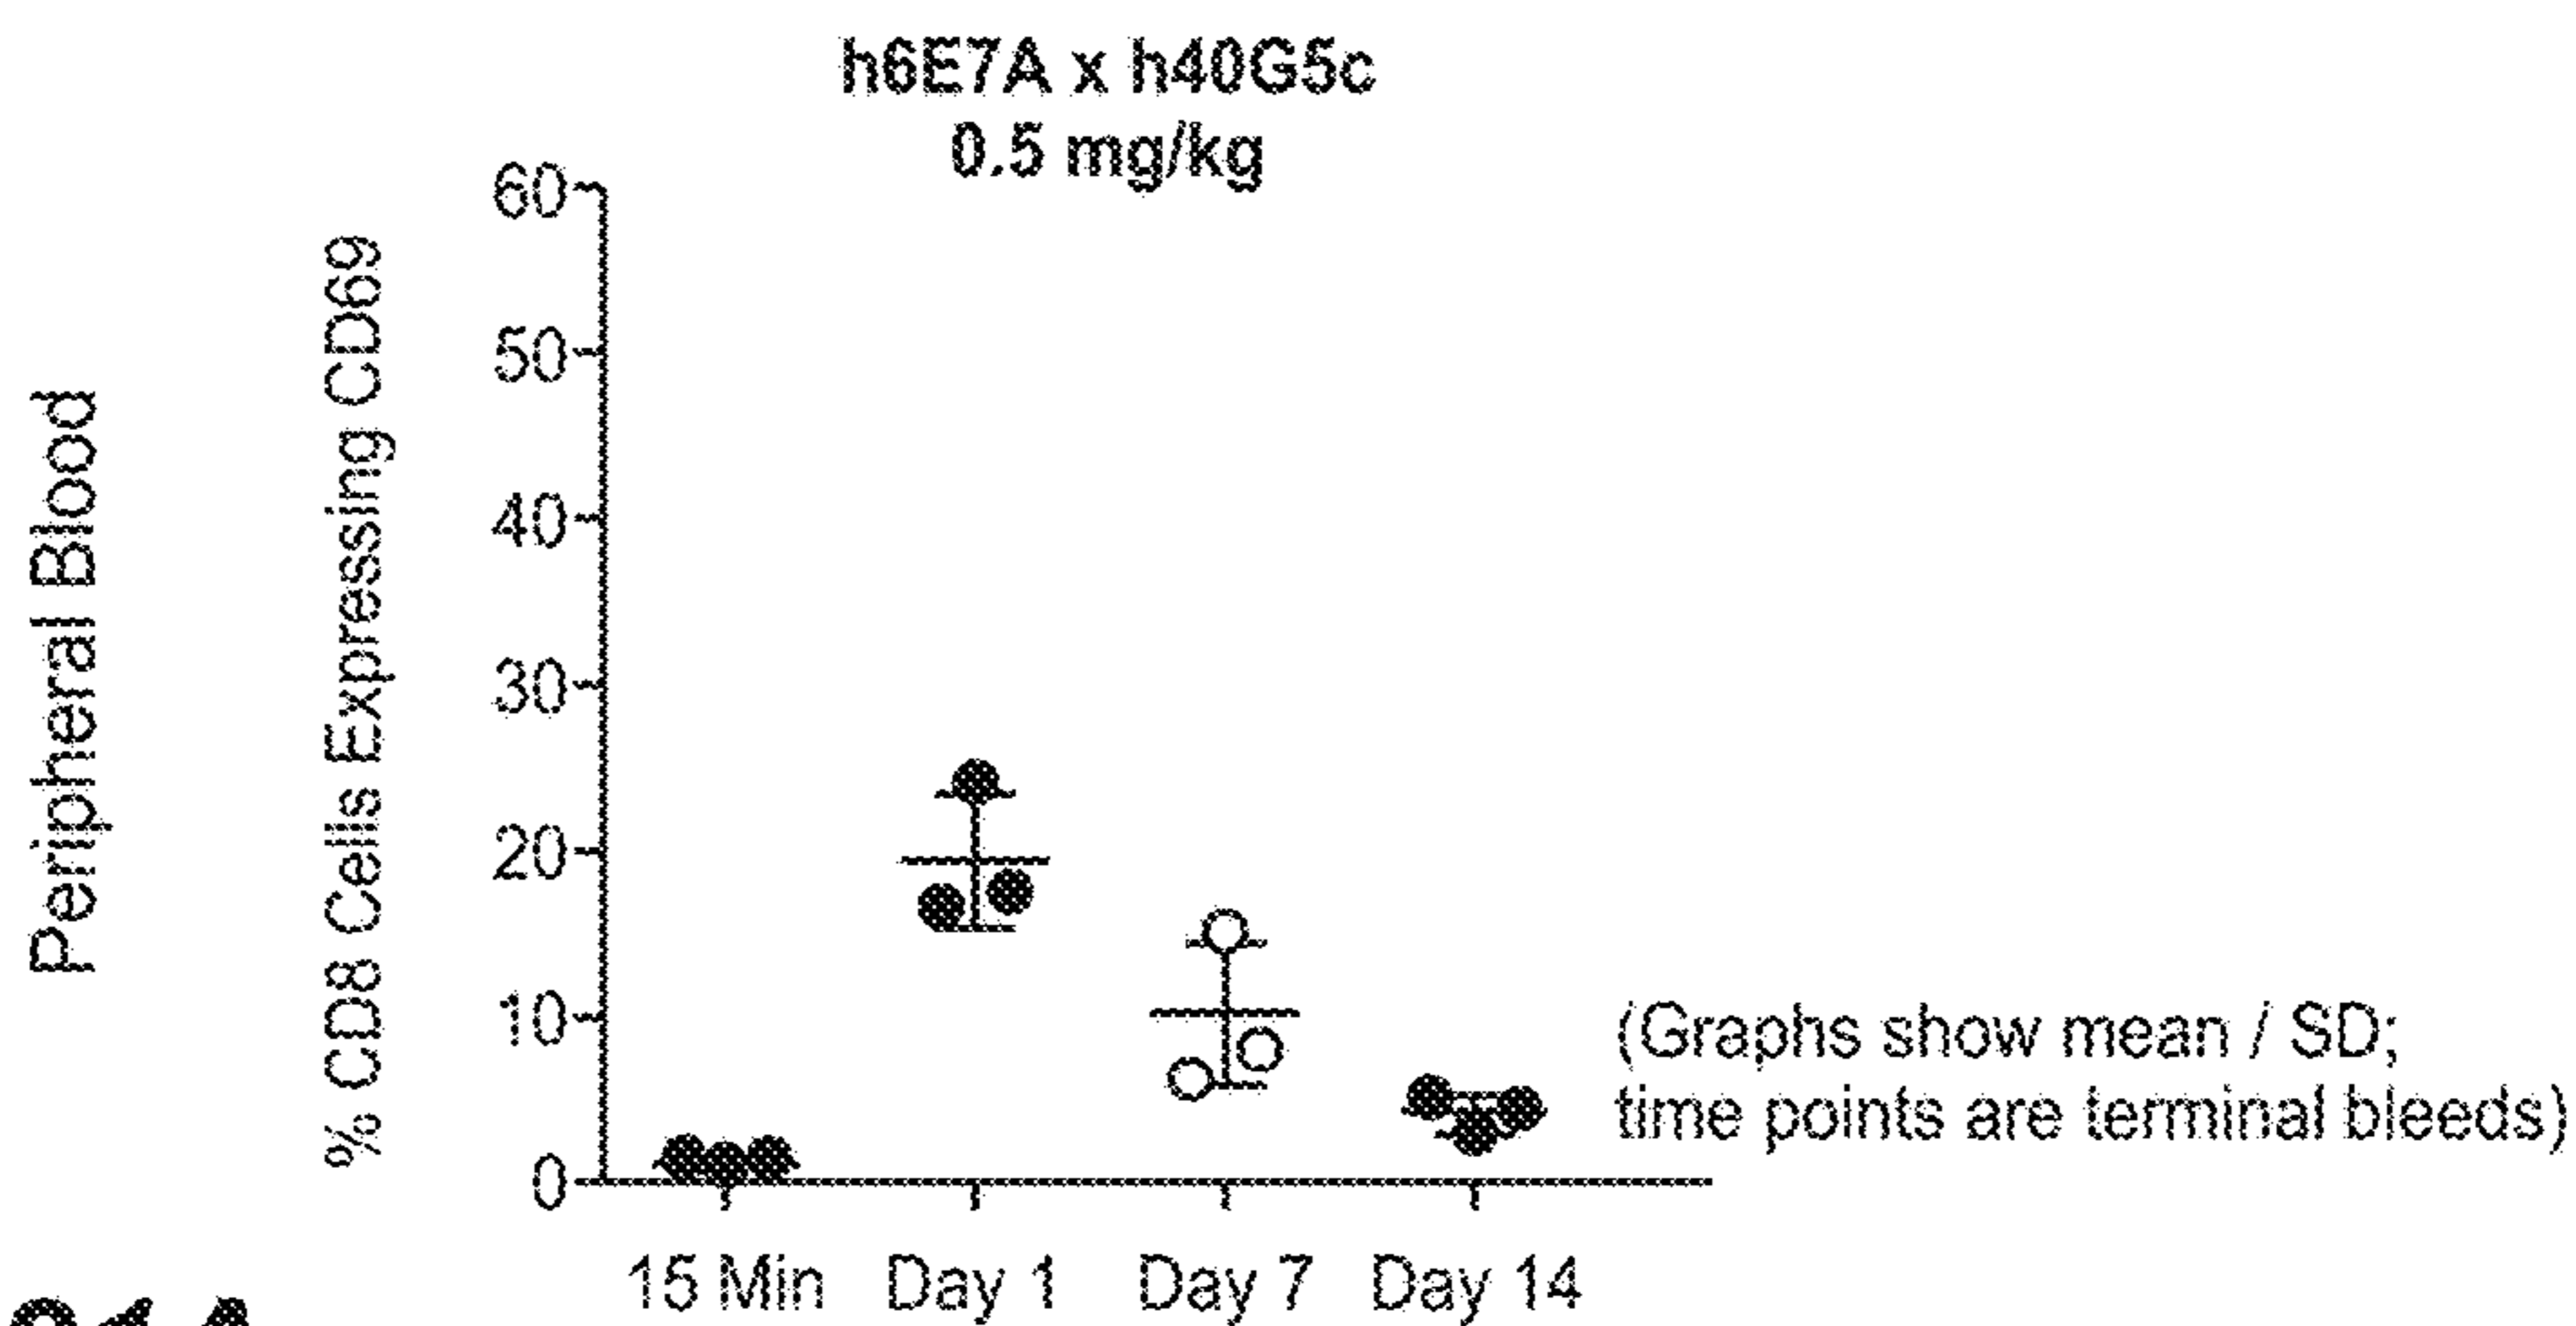 h6E7A x h40G5c
0.5 mg/kg
Peripheral Blood
% CD8 Cells Expressing CD69
60
50
40
30
20
10
0
15 Min Day 1 Day 7 Day 14
(Graphs show mean / SD;
time points are terminal bleeds)